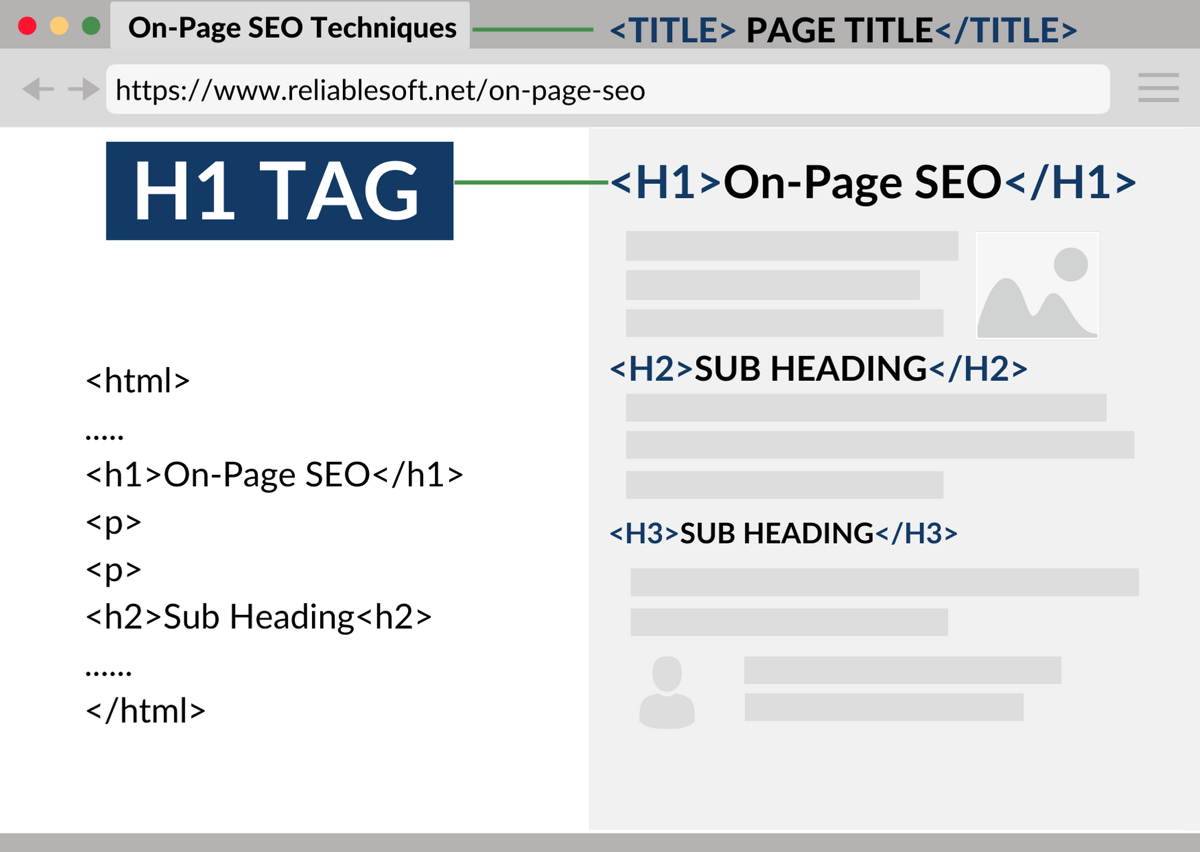 On-Page SEO Techniques
<TITLE> PAGE TITLE</TITLE>
https://www.reliablesoft.net/on-page-seo
H1 TAG
<H1>On-Page SEO</H1>
<html>
.....
<h1>On-Page SEO</h1>
<p>
<p>
<h2>Sub Heading<h2>
......
</html>
<H2>SUB HEADING</H2>
<H3>SUB HEADING</H3>